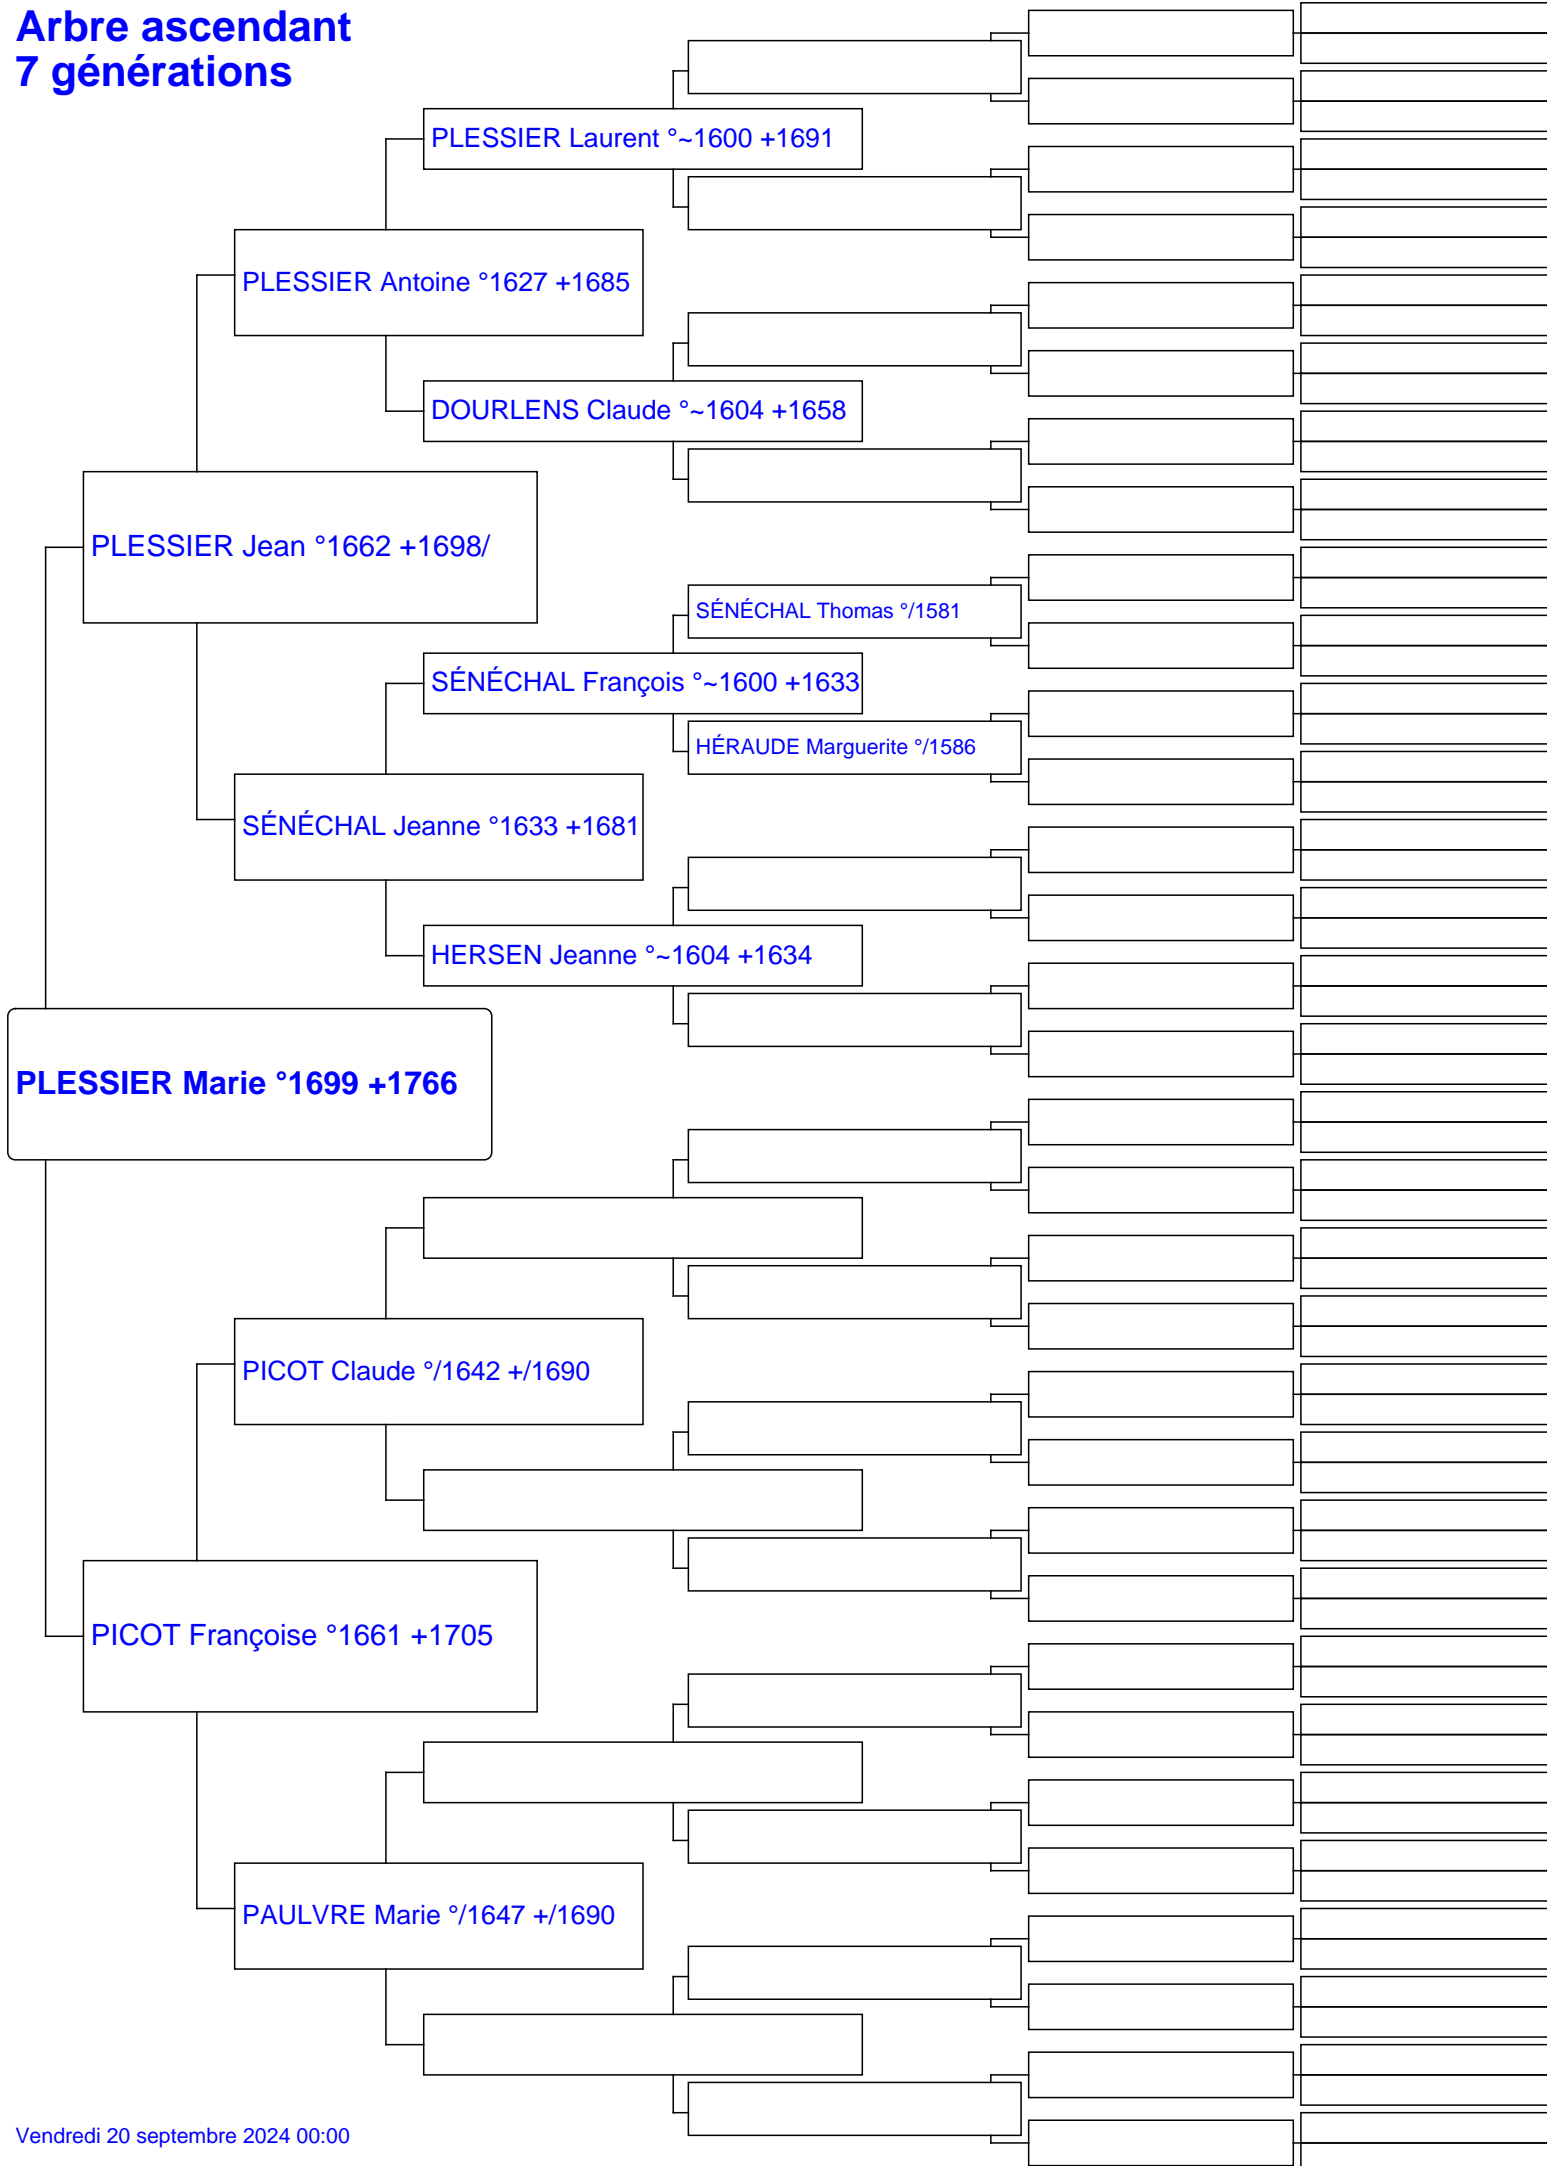 Arbre ascendant
7 générations
PLESSIER Laurent °~1600 +1691
PLESSIER Antoine °1627 +1685
DOURLENS Claude °~1604 +1658
PLESSIER Jean °1662 +1698/
SÉNÉCHAL Thomas °/1581
SÉNÉCHAL François °~1600 +1633
HÉRAUDE Marguerite °/1586
SÉNÉCHAL Jeanne °1633 +1681
HERSEN Jeanne °~1604 +1634
PLESSIER Marie °1699 +1766
PICOT Claude °/1642 +/1690
PICOT Françoise °1661 +1705
PAULVRE Marie °/1647 +/1690
Vendredi 20 septembre 2024 00:00